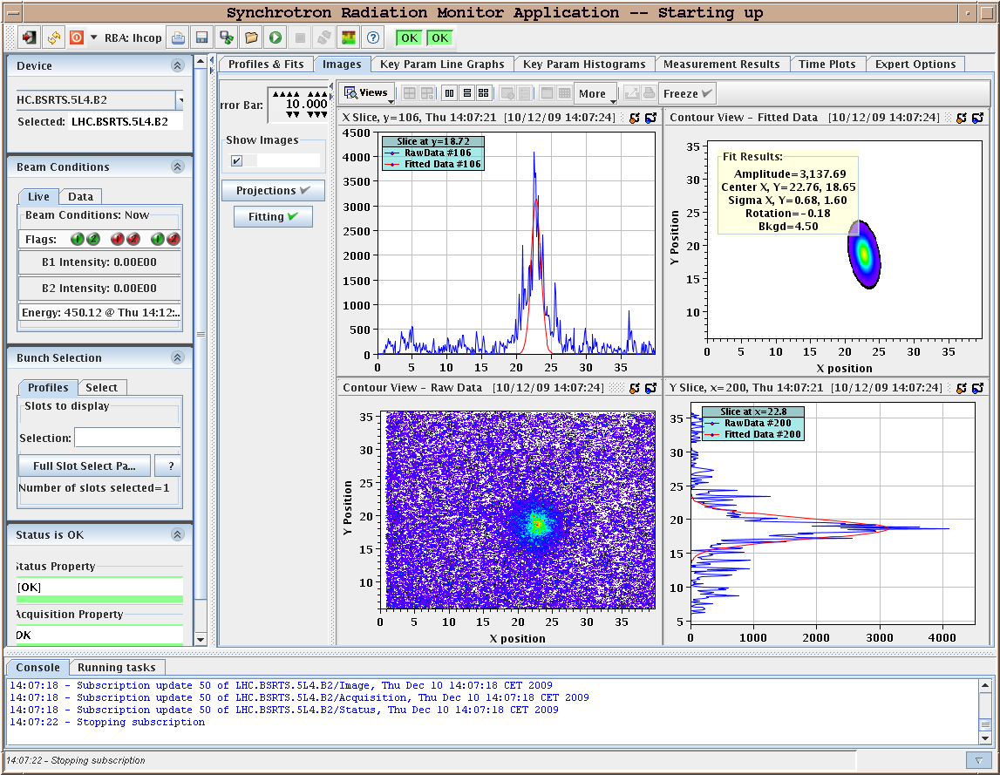 Synchrotron Radiation Monitor Application -- Starting up
RBA: lhcop
OK OK
Device
HC.BSRTS.5L4.B2
Selected: LHC.BSRTS.5L4.B2
Beam Conditions
Live Data
Beam Conditions: Now
Flags: 1 2 1 2 1 2
B1 Intensity: 0.00E00
B2 Intensity: 0.00E00
Energy: 450.12 @ Thu 14:12:..
Bunch Selection
Profiles Select
Slots to display
Selection:
Full Slot Select Pa... ?
Number of slots selected=1
Status is OK
Status Property
[OK]
Acquisition Property
OK
Profiles & Fits Images Key Param Line Graphs Key Param Histograms Measurement Results Time Plots Expert Options
rror Bar: 10.000
Show Images
Projections
Fitting
Views More Freeze
X Slice, y=106, Thu 14:07:21 [10/12/09 14:07:24]
Slice at y=18.72
RawData #106
Fitted Data #106
4500
4000
3500
3000
2500
2000
1500
1000
500
0
0 5 10 15 20 25 30 35
Contour View - Fitted Data [10/12/09 14:07:24]
Fit Results:
Amplitude=3,137.69
Center X, Y=22.76, 18.65
Sigma X, Y=0.68, 1.60
Rotation=-0.18
Bkgd=4.50
Y Position
35
30
25
20
15
10
0 5 10 15 20 25 30 35
X position
Contour View - Raw Data [10/12/09 14:07:24]
Y Position
35
30
25
20
15
10
0 5 10 15 20 25 30 35
X position
Y Slice, x=200, Thu 14:07:21 [10/12/09 14:07:24]
Slice at x=22.8
RawData #200
Fitted Data #200
35
30
25
20
15
10
5
0 1000 2000 3000 4000
Console Running tasks
14:07:18 - Subscription update 50 of LHC.BSRTS.5L4.B2/Image, Thu Dec 10 14:07:18 CET 2009
14:07:18 - Subscription update 50 of LHC.BSRTS.5L4.B2/Acquisition, Thu Dec 10 14:07:18 CET 2009
14:07:18 - Subscription update 50 of LHC.BSRTS.5L4.B2/Status, Thu Dec 10 14:07:18 CET 2009
14:07:22 - Stopping subscription
14:07:22 - Stopping subscription